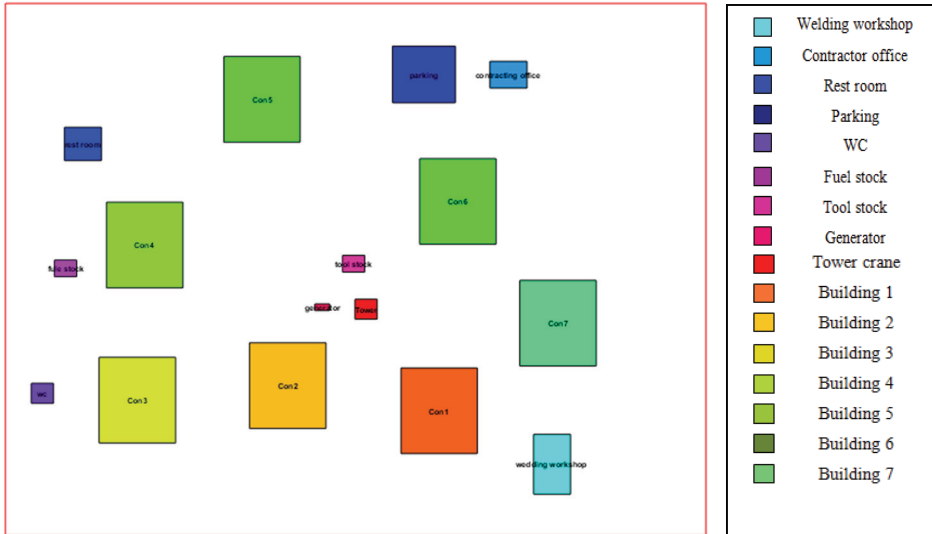 parking
contracting office
Con5
rest room
Con6
Con4
fule stock
tool stock
generator
Tower
Con7
Con2
wc
Con3
Con1
wedding workshop
Welding workshop
Contractor office
Rest room
Parking
WC
Fuel stock
Tool stock
Generator
Tower crane
Building 1
Building 2
Building 3
Building 4
Building 5
Building 6
Building 7